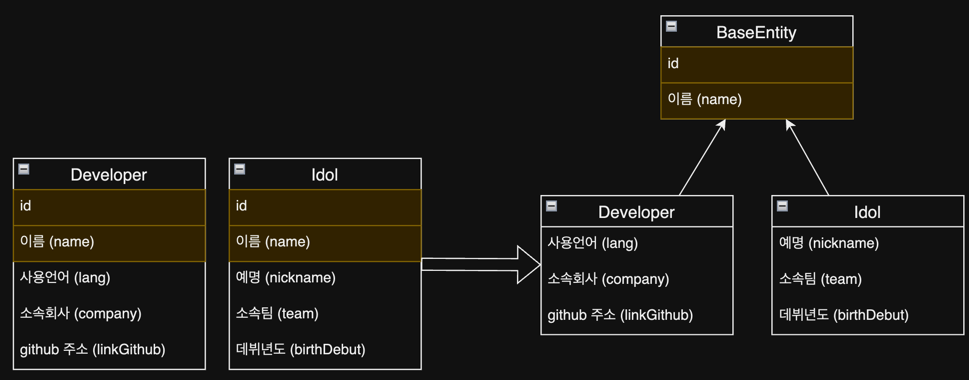 BaseEntity
id
이름 (name)
Developer
id
이름 (name)
사용언어 (lang)
소속회사 (company)
github 주소 (linkGithub)
Idol
id
이름 (name)
예명 (nickname)
소속팀 (team)
데뷔년도 (birthDebut)
Developer
사용언어 (lang)
소속회사 (company)
github 주소 (linkGithub)
Idol
예명 (nickname)
소속팀 (team)
데뷔년도 (birthDebut)